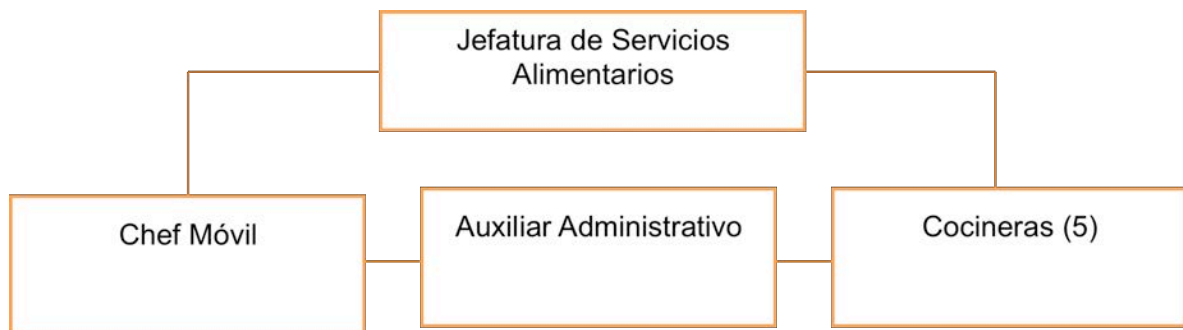 Jefatura de Servicios
Alimentarios
Chef Móvil
Auxiliar Administrativo
Cocineras (5)